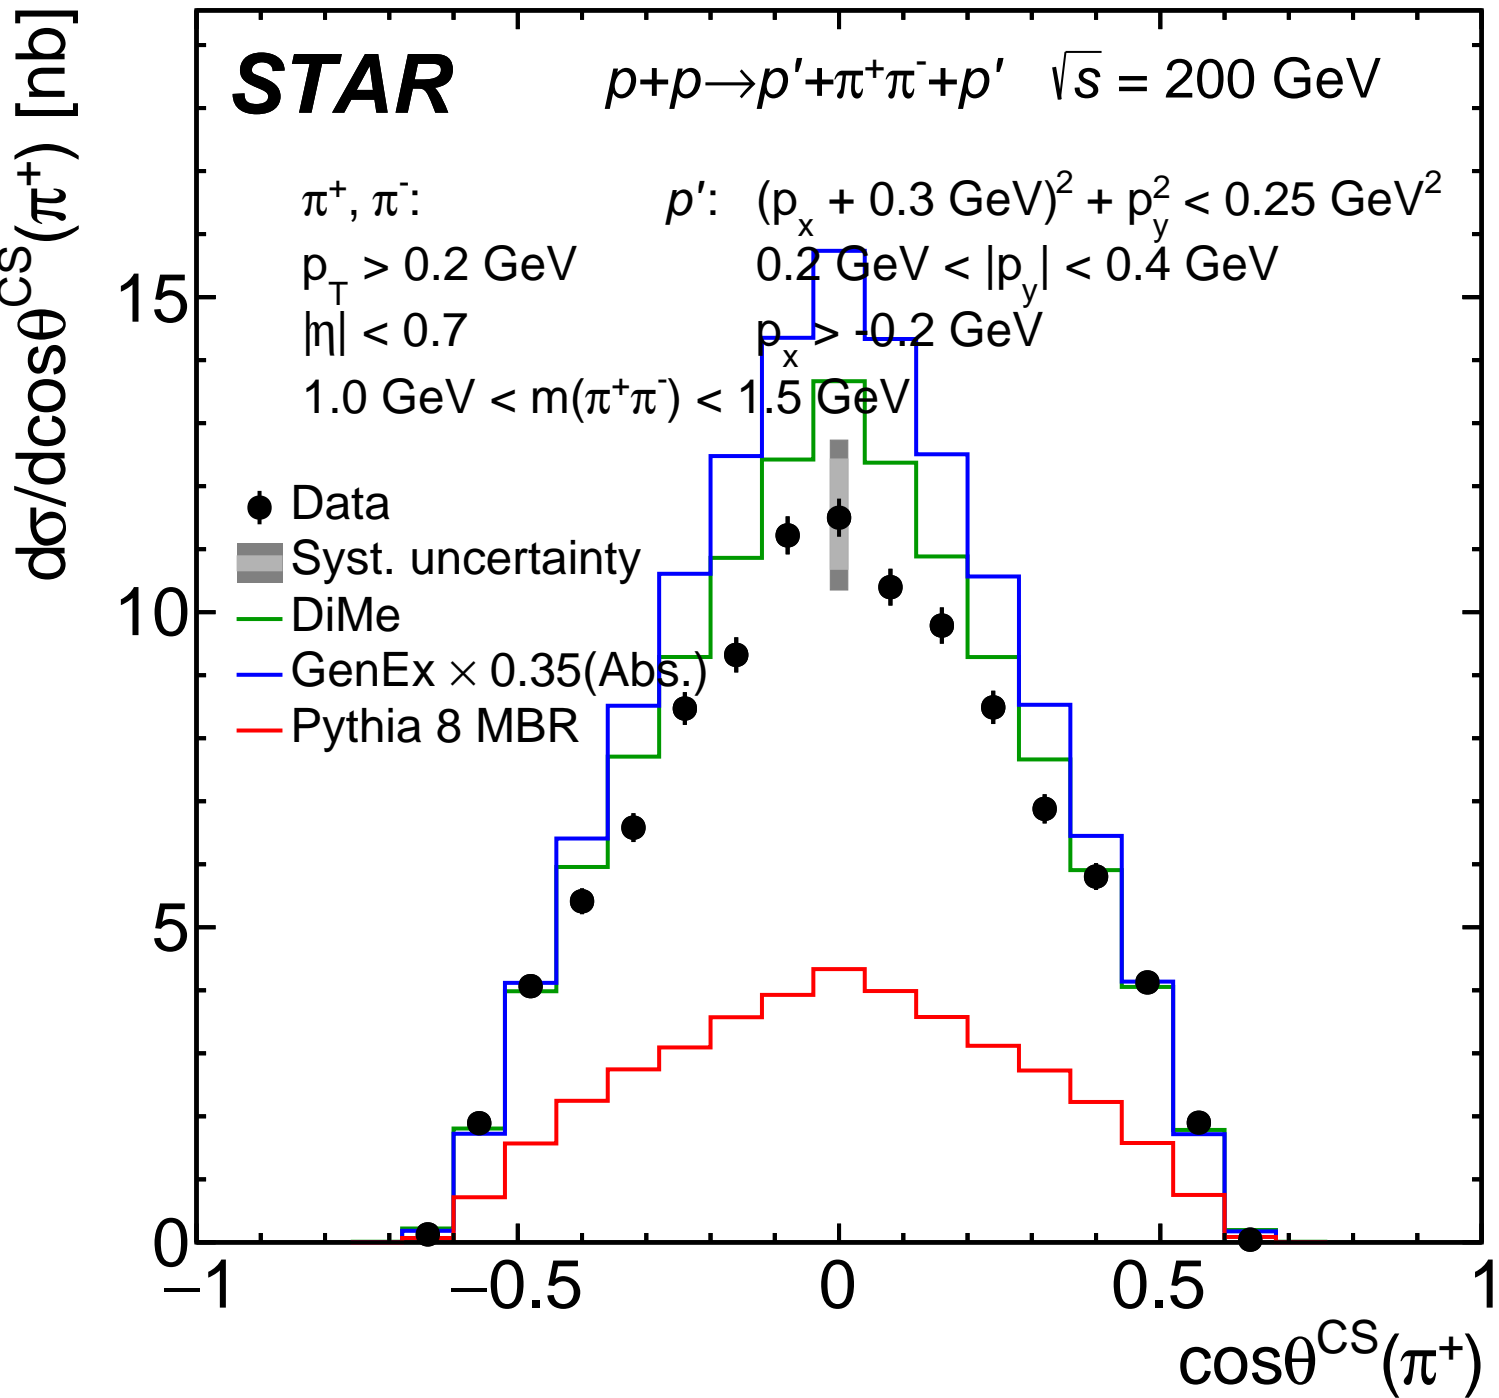 STAR p+p→p′+π⁺π⁻+p′ √s = 200 GeV
π⁺, π⁻: p′: (pₓ + 0.3 GeV)² + p_y² < 0.25 GeV²
p_T > 0.2 GeV 0.2 GeV < |p_y| < 0.4 GeV
|η| < 0.7 pₓ > -0.2 GeV
1.0 GeV < m(π⁺π⁻) < 1.5 GeV
Data
Syst. uncertainty
DiMe
GenEx × 0.35(Abs.)
Pythia 8 MBR
dσ/dcosθ^CS(π⁺) [nb]
15
10
5
0
−1 −0.5 0 0.5 1
cosθ^CS(π⁺)